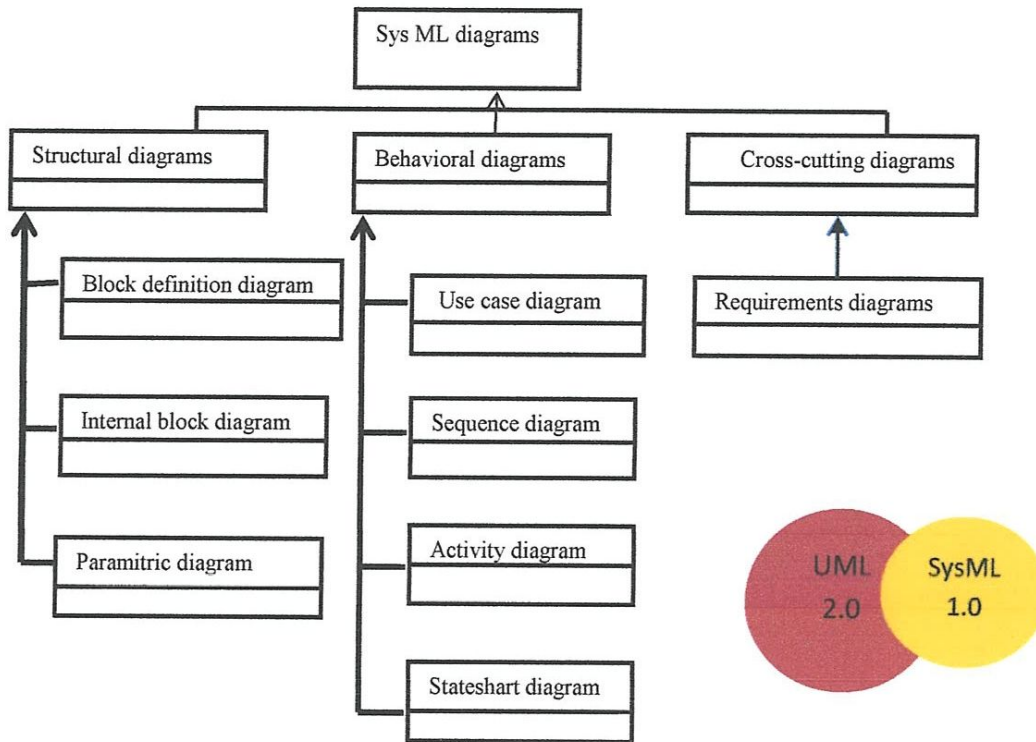 Sys ML diagrams
Structural diagrams
Behavioral diagrams
Cross-cutting diagrams
Block definition diagram
Use case diagram
Requirements diagrams
Internal block diagram
Sequence diagram
Paramitric diagram
Activity diagram
Stateshart diagram
UML
2.0
SysML
1.0